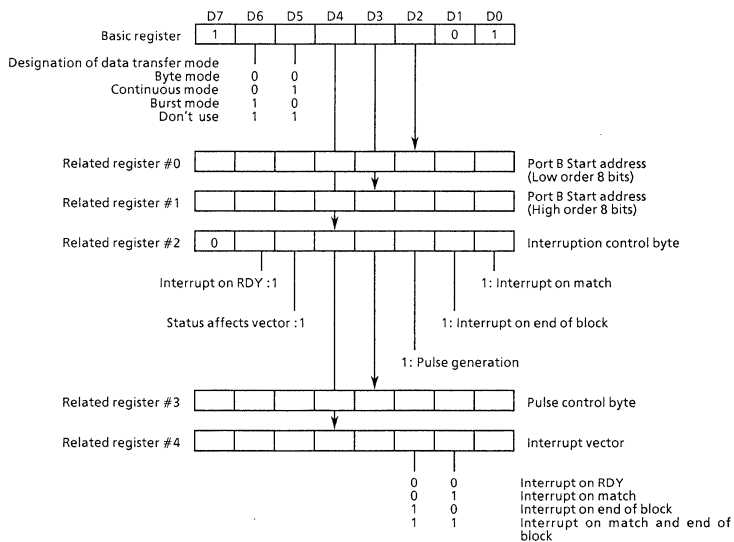 D7 D6 D5 D4 D3 D2 D1 D0
Basic register 1 0 1
Designation of data transfer mode
Byte mode 0 0
Continuous mode 0 1
Burst mode 1 0
Don't use 1 1
Related register #0 Port B Start address
(Low order 8 bits)
Related register #1 Port B Start address
(High order 8 bits)
Related register #2 0 Interruption control byte
Interrupt on RDY :1 1: Interrupt on match
Status affects vector :1 1: Interrupt on end of block
1: Pulse generation
Related register #3 Pulse control byte
Related register #4 Interrupt vector
0 0 Interrupt on RDY
0 1 Interrupt on match
1 0 Interrupt on end of block
1 1 Interrupt on match and end of
block